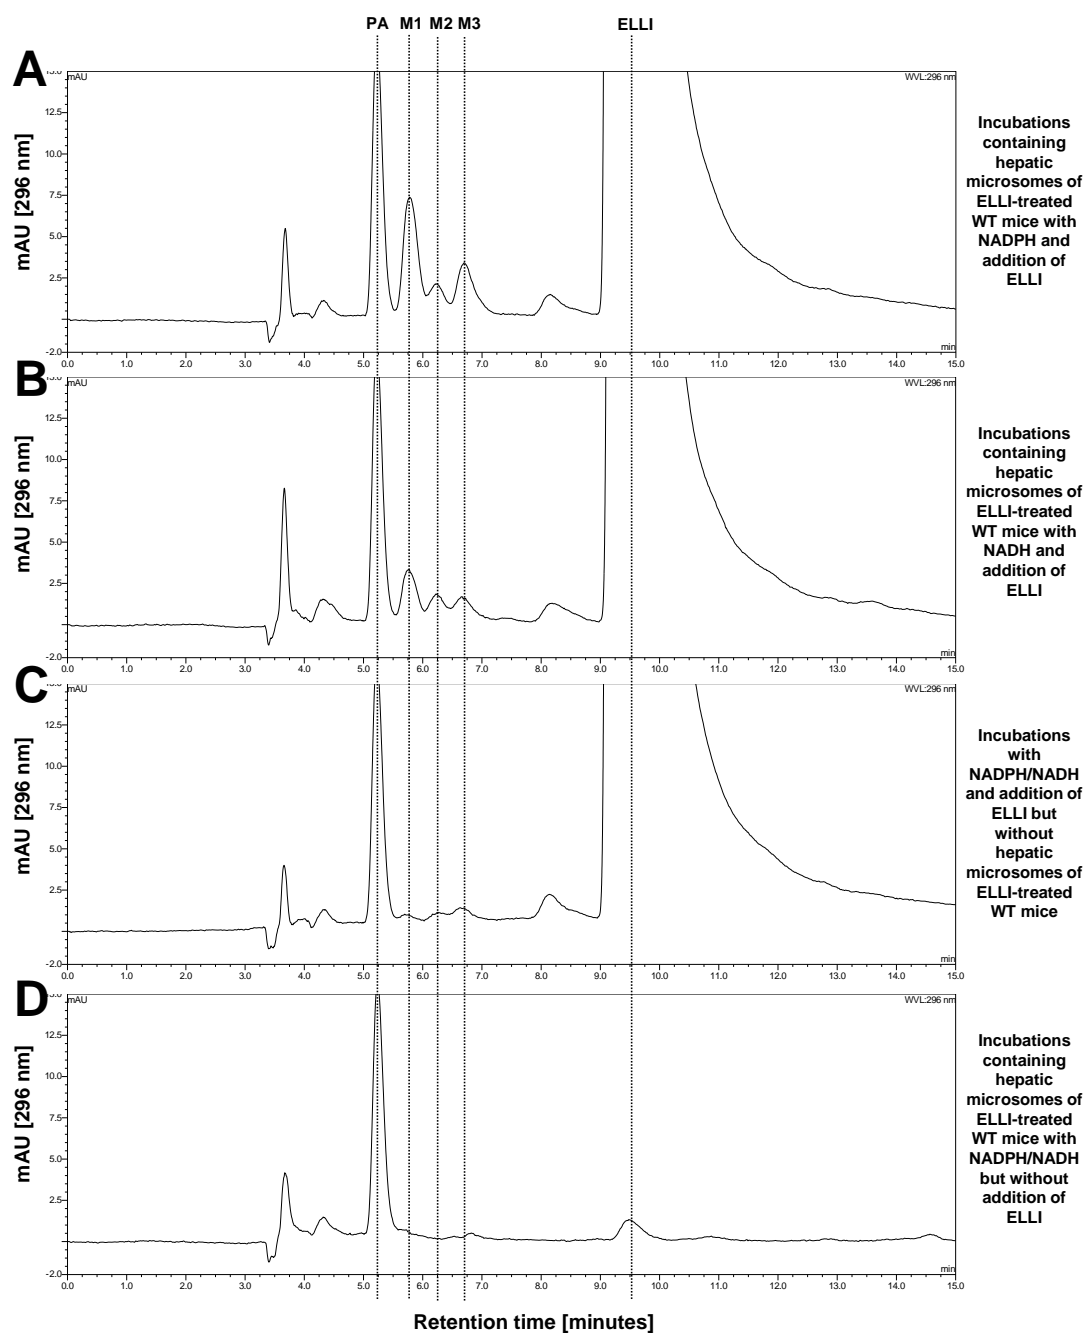 PA M1 M2 M3 ELLI
A
mAU
WVL:296 nm
12.5
10.0
7.5
5.0
2.5
-2.0
mAU [296 nm]
min
0.0 1.0 2.0 3.0 4.0 5.0 6.0 7.0 8.0 9.0 10.0 11.0 12.0 13.0 14.0 15.0
Incubations
containing
hepatic
microsomes of
ELLI-treated
WT mice with
NADPH and
addition of
ELLI
B
mAU
WVL:296 nm
12.5
10.0
7.5
5.0
2.5
-2.0
mAU [296 nm]
min
0.0 1.0 2.0 3.0 4.0 5.0 6.0 7.0 8.0 9.0 10.0 11.0 12.0 13.0 14.0 15.0
Incubations
containing
hepatic
microsomes of
ELLI-treated
WT mice with
NADH and
addition of
ELLI
C
mAU
WVL:296 nm
12.5
10.0
7.5
5.0
2.5
-2.0
mAU [296 nm]
min
0.0 1.0 2.0 3.0 4.0 5.0 6.0 7.0 8.0 9.0 10.0 11.0 12.0 13.0 14.0 15.0
Incubations
with
NADPH/NADH
and addition of
ELLI but
without
hepatic
microsomes of
ELLI-treated
WT mice
D
mAU
WVL:296 nm
12.5
10.0
7.5
5.0
2.5
-2.0
mAU [296 nm]
min
0.0 1.0 2.0 3.0 4.0 5.0 6.0 7.0 8.0 9.0 10.0 11.0 12.0 13.0 14.0 15.0
Incubations
containing
hepatic
microsomes of
ELLI-treated
WT mice with
NADPH/NADH
but without
addition of
ELLI
Retention time [minutes]